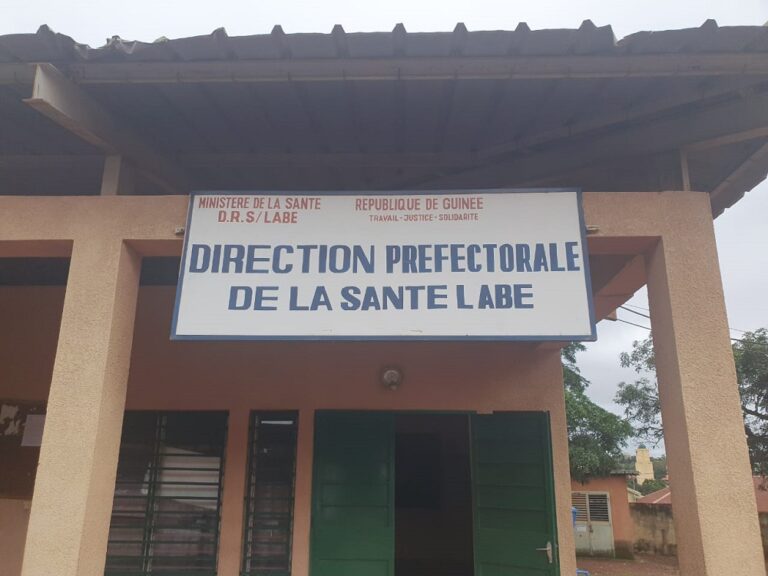 MINISTERE DE LA SANTE
D.R.S/LABE
REPUBLIQUE DE GUINEE
TRAVAIL-JUSTICE-SOLIDARITE
DIRECTION PREFECTORALE
DE LA SANTE LABE